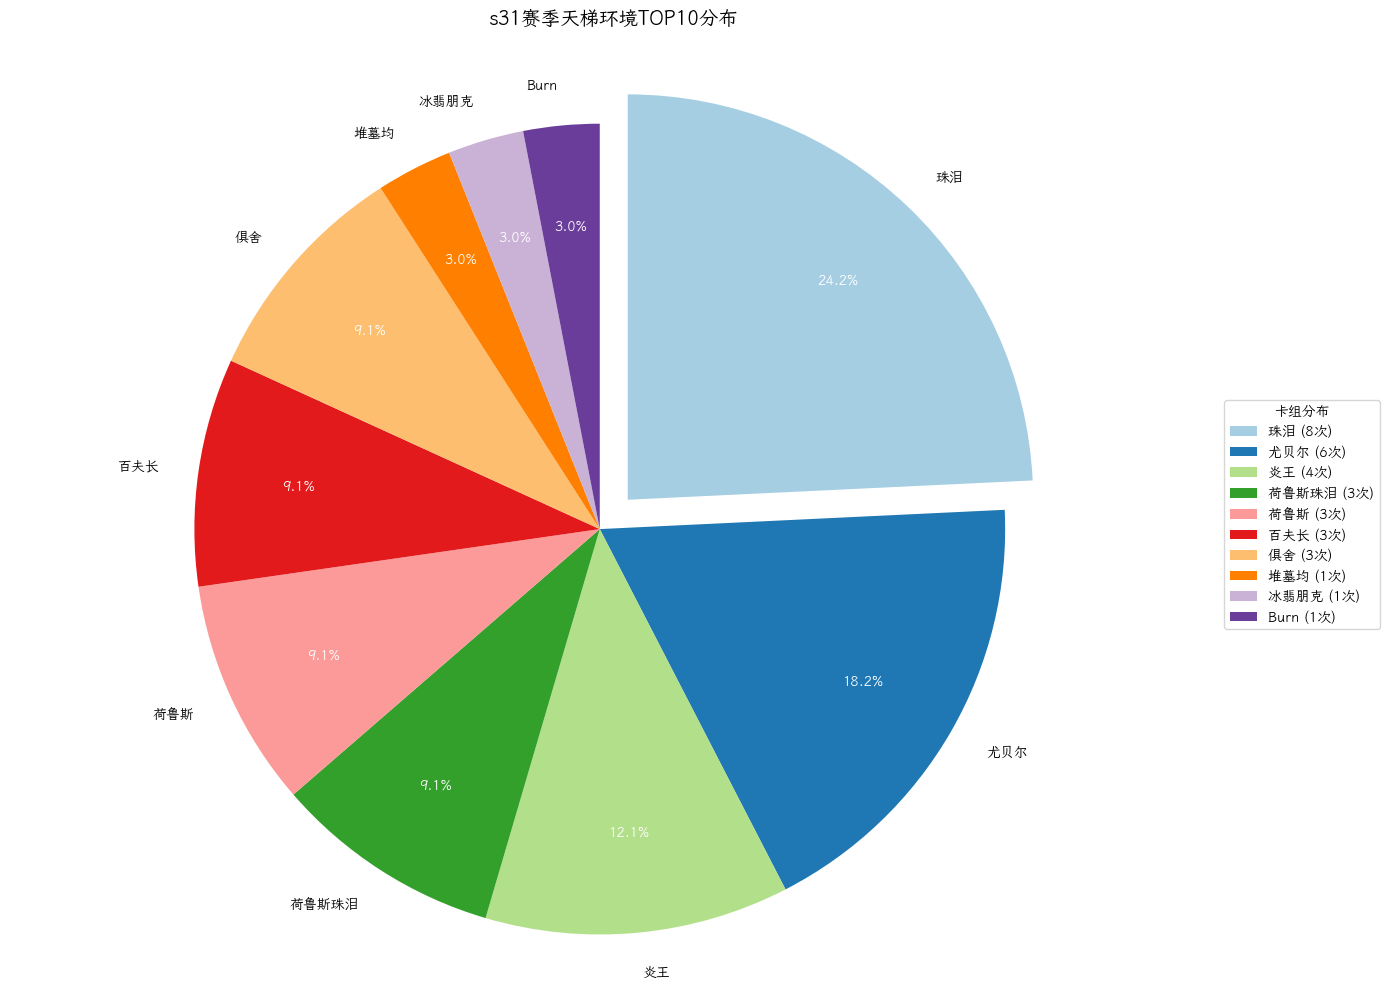 s31赛季天梯环境TOP10分布
Burn
冰翡朋克
堆墓均
俱舍
百夫长
荷鲁斯
荷鲁斯珠泪
炎王
尤贝尔
珠泪
3.0%
3.0%
3.0%
9.1%
9.1%
9.1%
9.1%
12.1%
18.2%
24.2%
卡组分布
珠泪 (8次)
尤贝尔 (6次)
炎王 (4次)
荷鲁斯珠泪 (3次)
荷鲁斯 (3次)
百夫长 (3次)
俱舍 (3次)
堆墓均 (1次)
冰翡朋克 (1次)
Burn (1次)